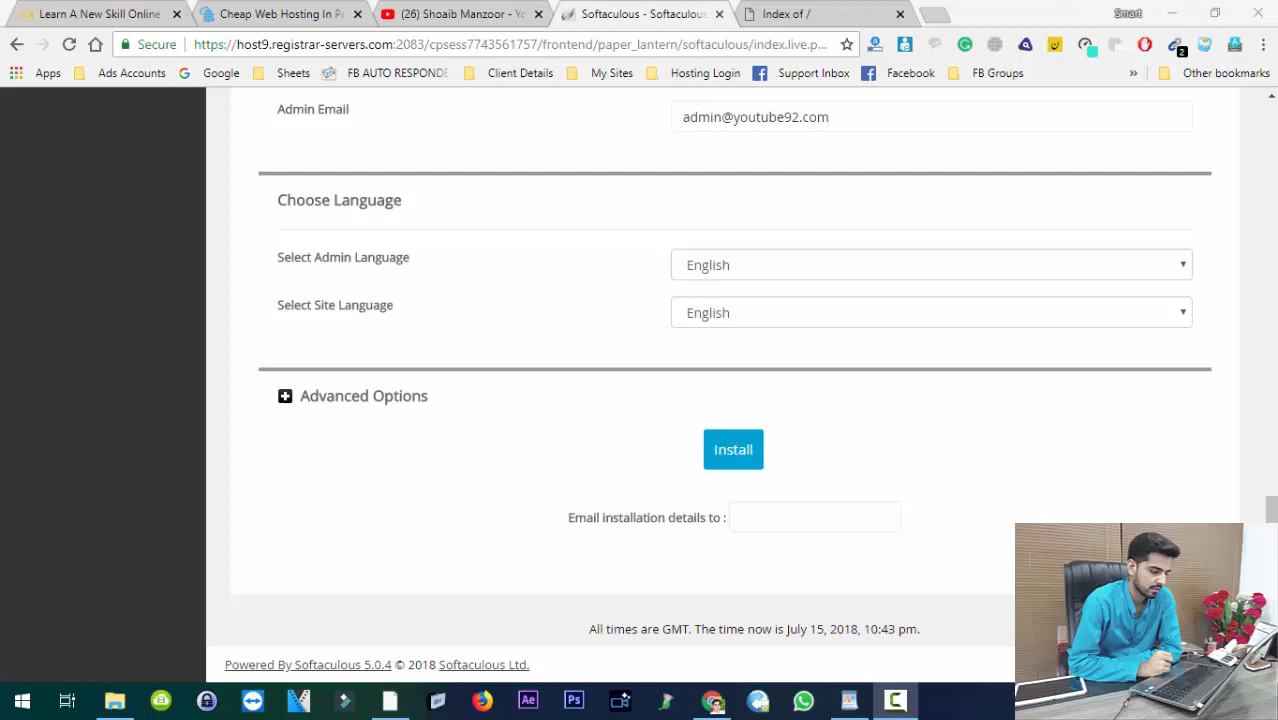 Learn A New Skill Online
Cheap Web Hosting In Pa
(26) Shoaib Manzoor - Yo
Softaculous - Softaculous
Index of /
Smart
Secure
https://host9.registrar-servers.com:2083/cpsess7743561757/frontend/paper_lantern/softaculous/index.live.p...
2
Apps
Ads Accounts
Google
Sheets
FB AUTO RESPONDE
Client Details
My Sites
Hosting Login
Support Inbox
Facebook
FB Groups
»
Other bookmarks
Admin Email
admin@youtube92.com
Choose Language
Select Admin Language
English
Select Site Language
English
Advanced Options
Install
Email installation details to :
All times are GMT. The time now is July 15, 2018, 10:43 pm.
Powered By Softaculous 5.0.4 © 2018 Softaculous Ltd.
Ae
Ps